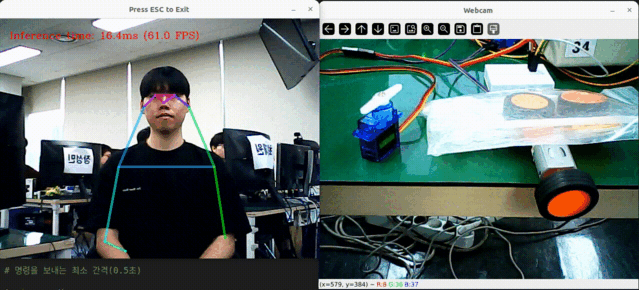 Press ESC to Exit
Inference time: 16.4ms (61.0 FPS)
# 명령을 보내는 최소 간격(0.5초)
Webcam
34
(x=579, y=384) ~ R:8 G:36 B:37